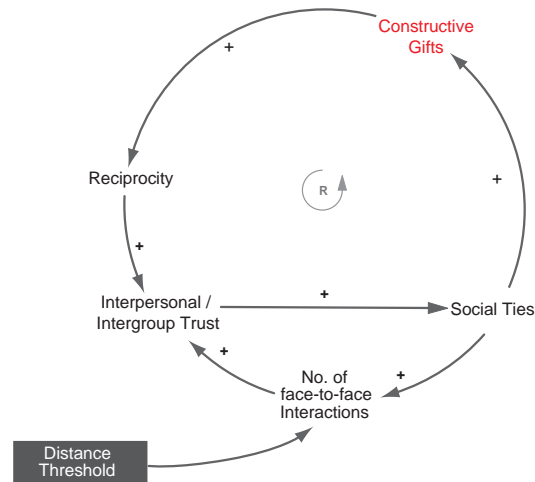 Constructive
Gifts
+
Reciprocity
R
+
+
Interpersonal /
Intergroup Trust
+
Social Ties
+
+
No. of
face-to-face
Interactions
Distance
Threshold